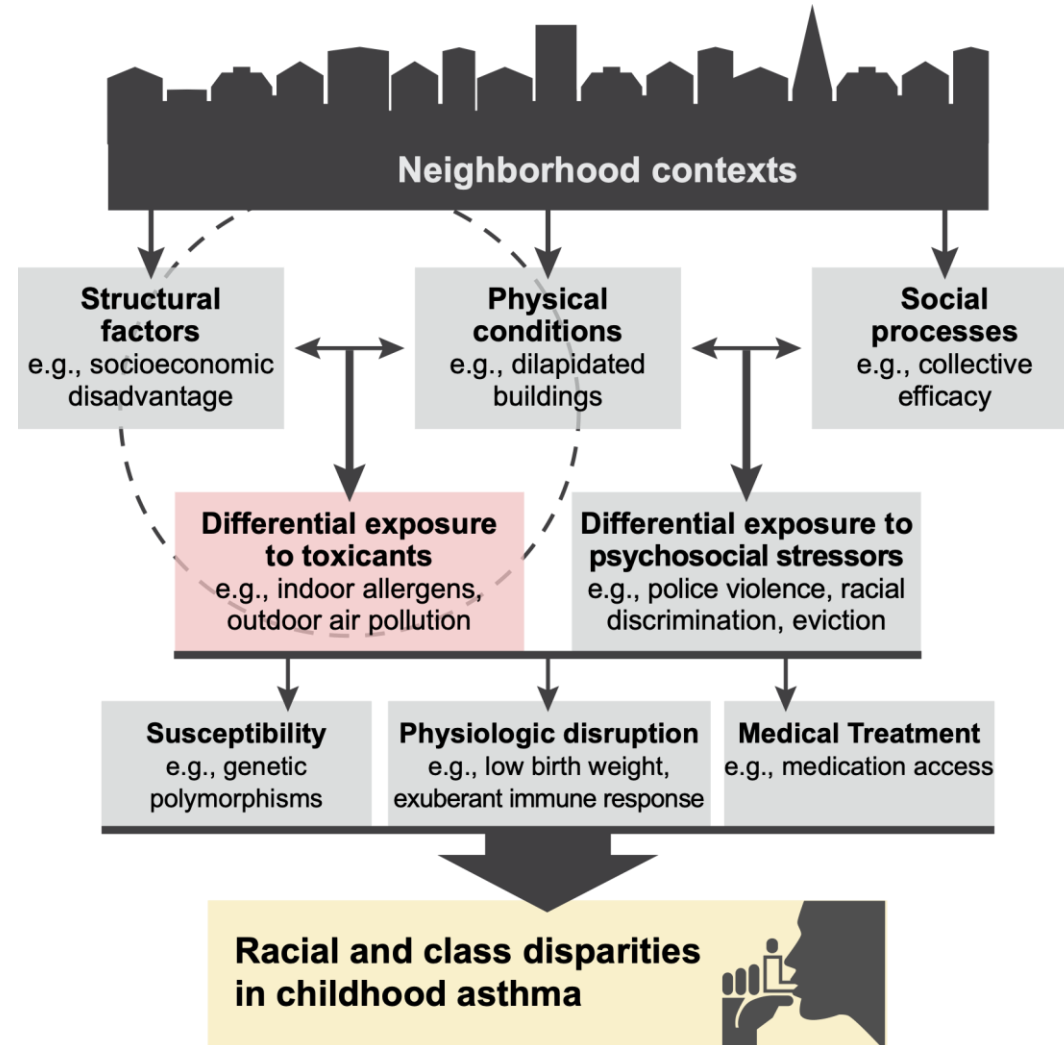 Neighborhood contexts
Structural
factors
e.g., socioeconomic
disadvantage
Physical
conditions
e.g., dilapidated
buildings
Social
processes
e.g., collective
efficacy
Differential exposure
to toxicants
e.g., indoor allergens,
outdoor air pollution
Differential exposure to
psychosocial stressors
e.g., police violence, racial
discrimination, eviction
Susceptibility
e.g., genetic
polymorphisms
Physiologic disruption
e.g., low birth weight,
exuberant immune response
Medical Treatment
e.g., medication access
Racial and class disparities
in childhood asthma